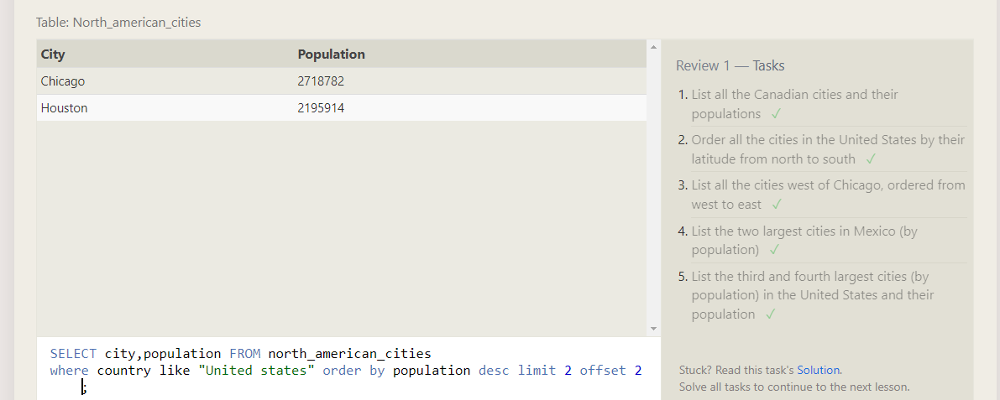 Table: North_american_cities
City Population
Chicago 2718782
Houston 2195914
SELECT city,population FROM north_american_cities
where country like "United states" order by population desc limit 2 offset 2
;
Review 1 — Tasks
1. List all the Canadian cities and their
populations ✓
2. Order all the cities in the United States by their
latitude from north to south ✓
3. List all the cities west of Chicago, ordered from
west to east ✓
4. List the two largest cities in Mexico (by
population) ✓
5. List the third and fourth largest cities (by
population) in the United States and their
population ✓
Stuck? Read this task's Solution.
Solve all tasks to continue to the next lesson.